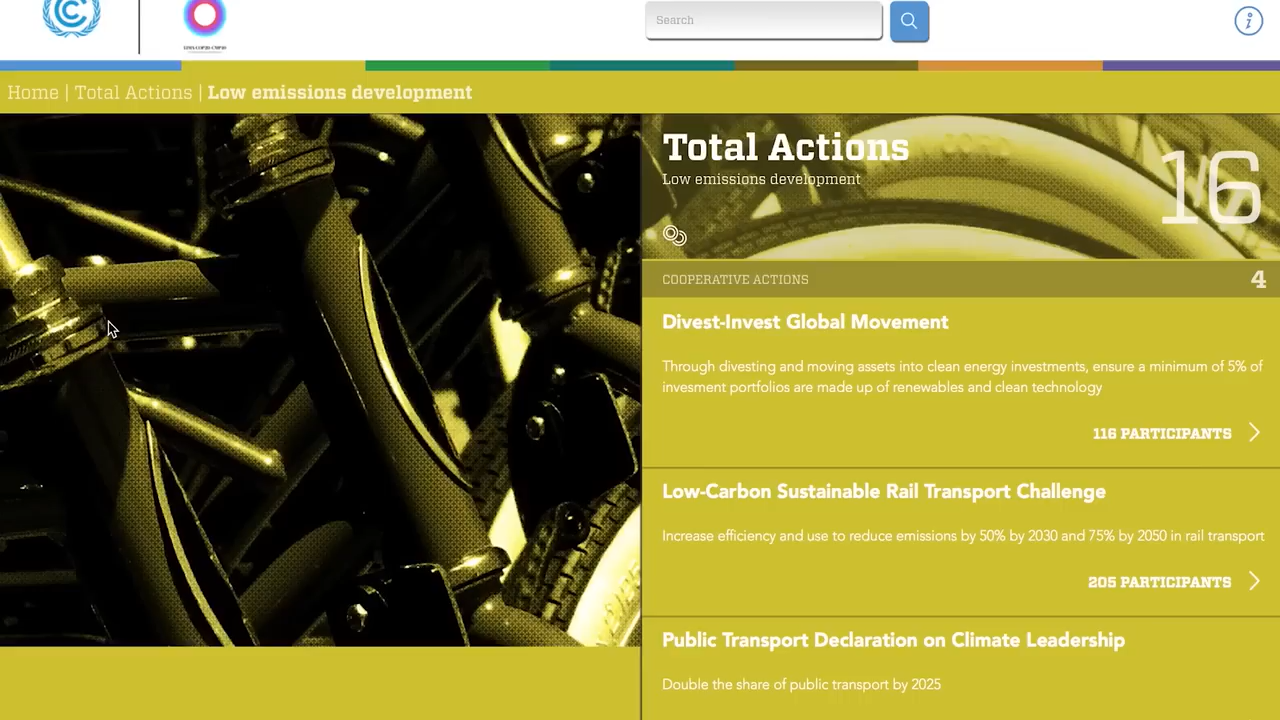 Search
Home | Total Actions | Low emissions development
Total Actions
Low emissions development
16
COOPERATIVE ACTIONS
4
Divest-Invest Global Movement
Through divesting and moving assets into clean energy investments, ensure a minimum of 5% of
invesment portfolios are made up of renewables and clean technology
116 PARTICIPANTS
Low-Carbon Sustainable Rail Transport Challenge
Increase efficiency and use to reduce emissions by 50% by 2030 and 75% by 2050 in rail transport
205 PARTICIPANTS
Public Transport Declaration on Climate Leadership
Double the share of public transport by 2025